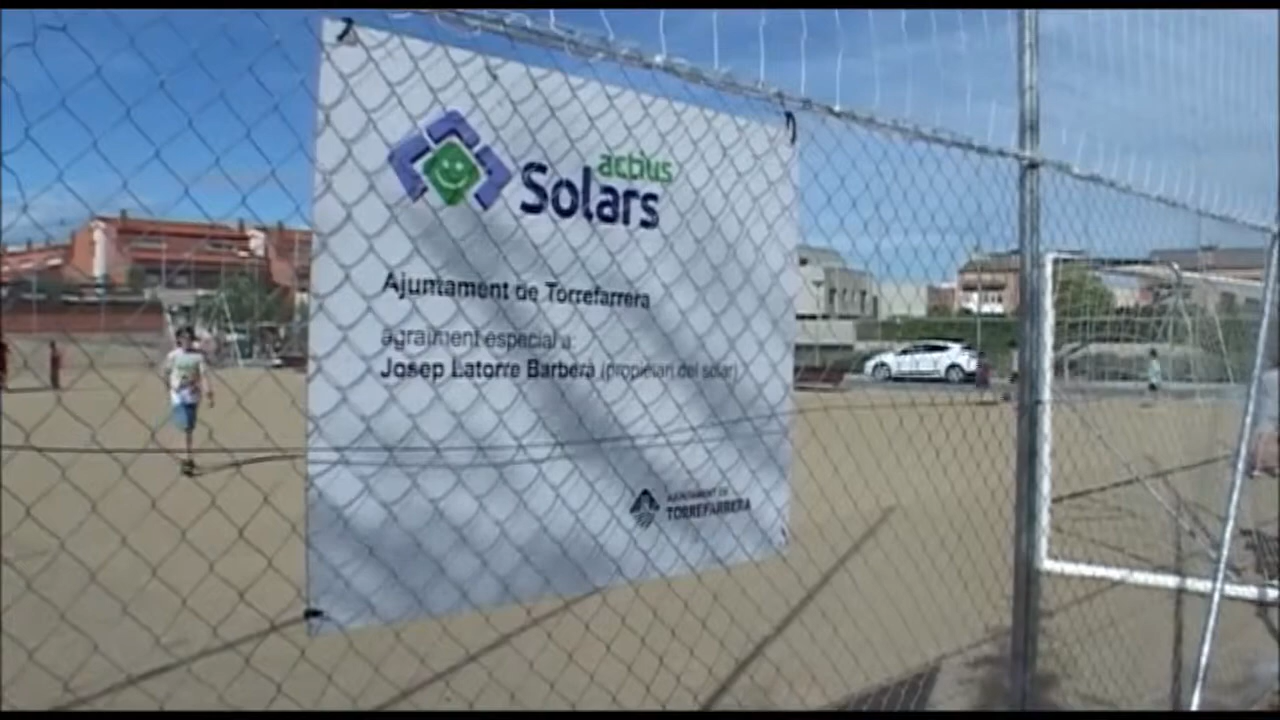 actius
Solars
Ajuntament de Torrefarrera
agraïment especial a:
Josep Latorre Barberà (propietari del solar)
AJUNTAMENT DE
TORREFARRERA